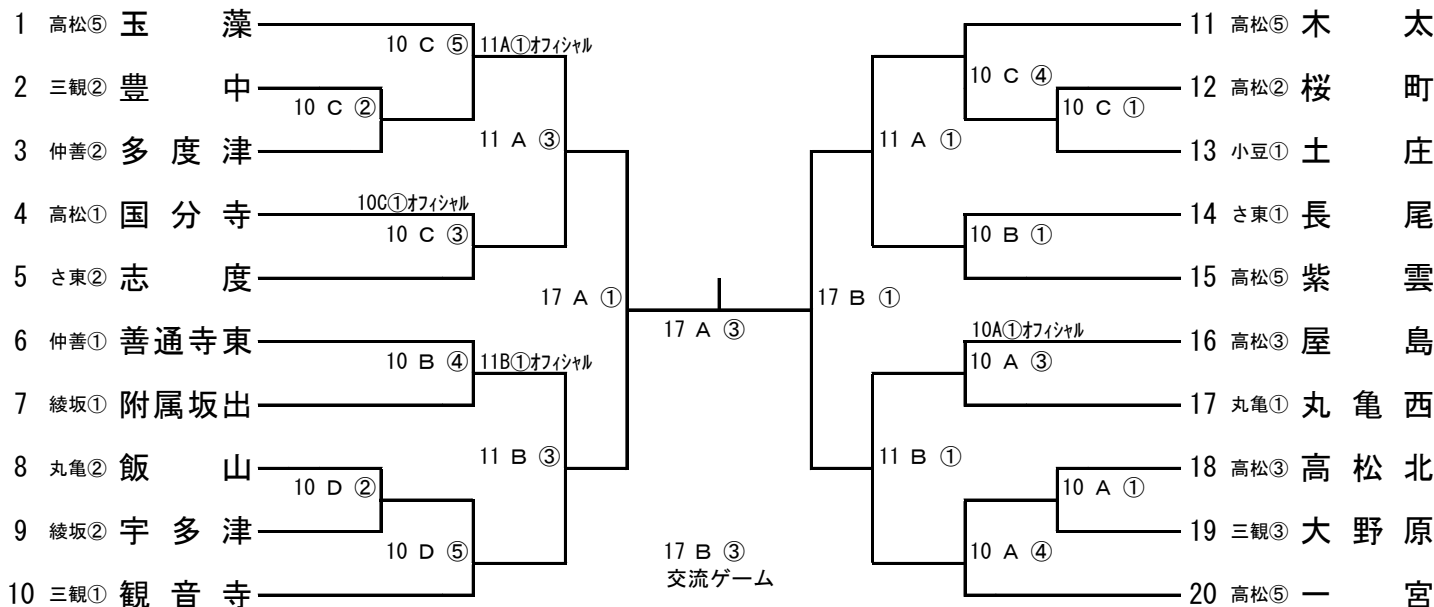 1 高松⑤ 玉藻
10 C ⑤
11A①オフィシャル
2 三観② 豊中
10 C ②
3 仲善② 多度津
11 A ③
4 高松① 国分寺
10C①オフィシャル
10 C ③
5 さ東② 志度
17 A ①
6 仲善① 善通寺東
10 B ④
11B①オフィシャル
7 綾坂① 附属坂出
8 丸亀② 飯山
10 D ②
11 B ③
9 綾坂② 宇多津
10 D ⑤
10 三観① 観音寺
17 A ③
17 B ③
交流ゲーム
11 高松⑤ 木太
10 C ④
12 高松② 桜町
10 C ①
11 A ①
13 小豆① 土庄
14 さ東① 長尾
10 B ①
15 高松⑤ 紫雲
17 B ①
10A①オフィシャル
16 高松③ 屋島
10 A ③
17 丸亀① 丸亀西
11 B ①
18 高松③ 高松北
10 A ①
19 三観③ 大野原
10 A ④
20 高松⑤ 一宮